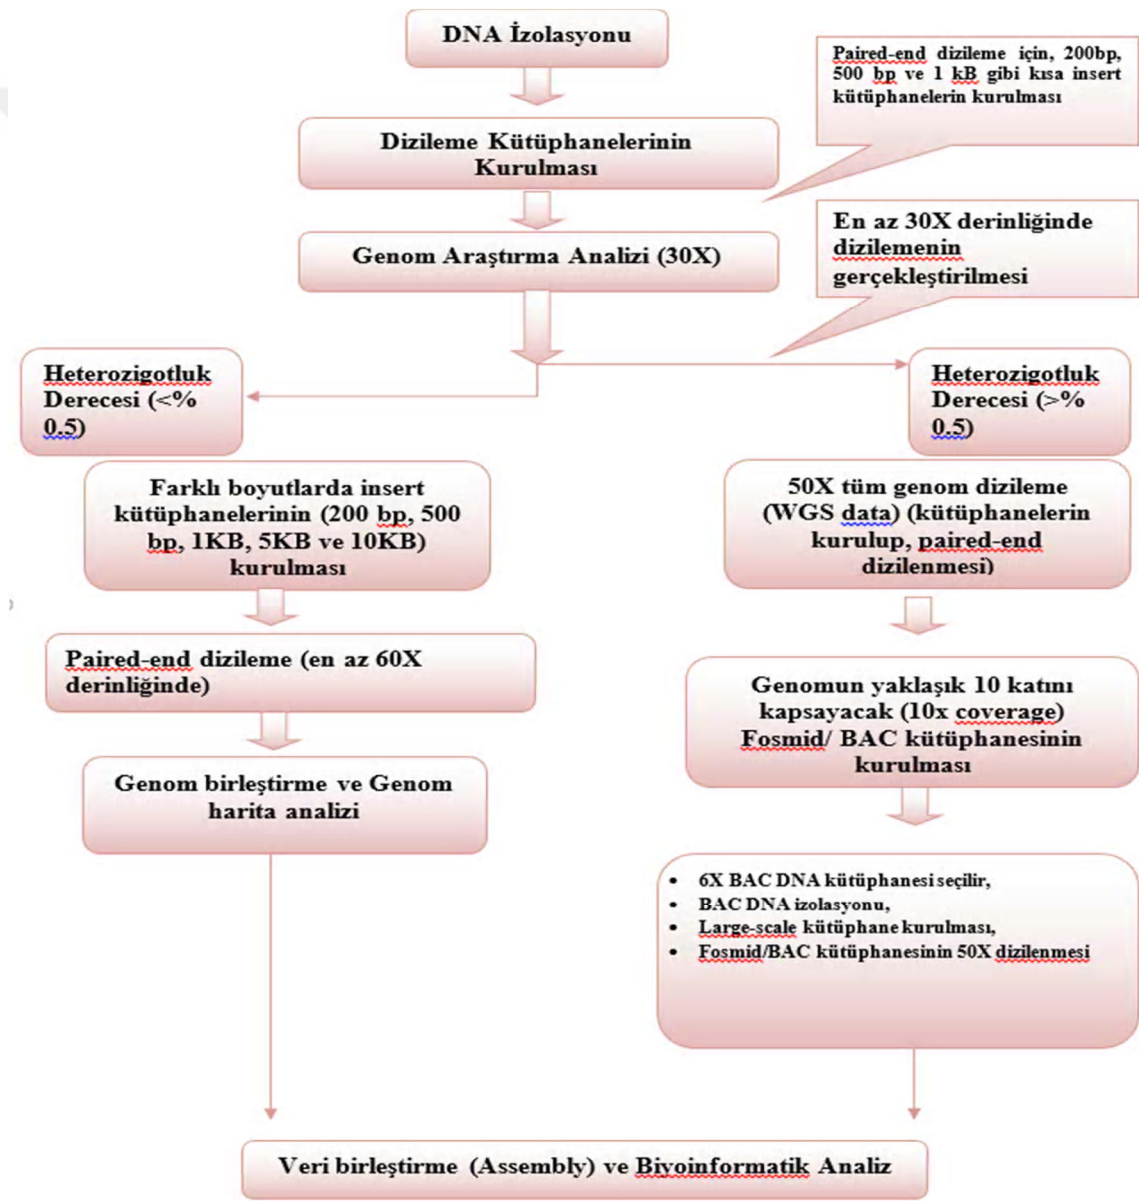 DNA İzolasyonu
Paired-end dizileme için, 200bp,
500 bp ve 1 kB gibi kısa insert
kütüphanelerin kurulması
Dizileme Kütüphanelerinin
Kurulması
Genom Araştırma Analizi (30X)
En az 30X derinliğinde
dizilemenin
gerçekleştirilmesi
Heterozigotluk
Derecesi (<%
0.5)
Heterozigotluk
Derecesi (>%
0.5)
Farklı boyutlarda insert
kütüphanelerinin (200 bp, 500
bp, 1KB, 5KB ve 10KB)
kurulması
Paired-end dizileme (en az 60X
derinliğinde)
Genom birleştirme ve Genom
harita analizi
50X tüm genom dizileme
(WGS data) (kütüphanelerin
kurulup, paired-end
dizilenmesi)
Genomun yaklaşık 10 katını
kapsayacak (10x coverage)
Fosmid/ BAC kütüphanesinin
kurulması
• 6X BAC DNA kütüphanesi seçilir,
• BAC DNA izolasyonu,
• Large-scale kütüphane kurulması,
• Fosmid/BAC kütüphanesinin 50X dizilenmesi
Veri birleştirme (Assembly) ve Biyoinformatik Analiz